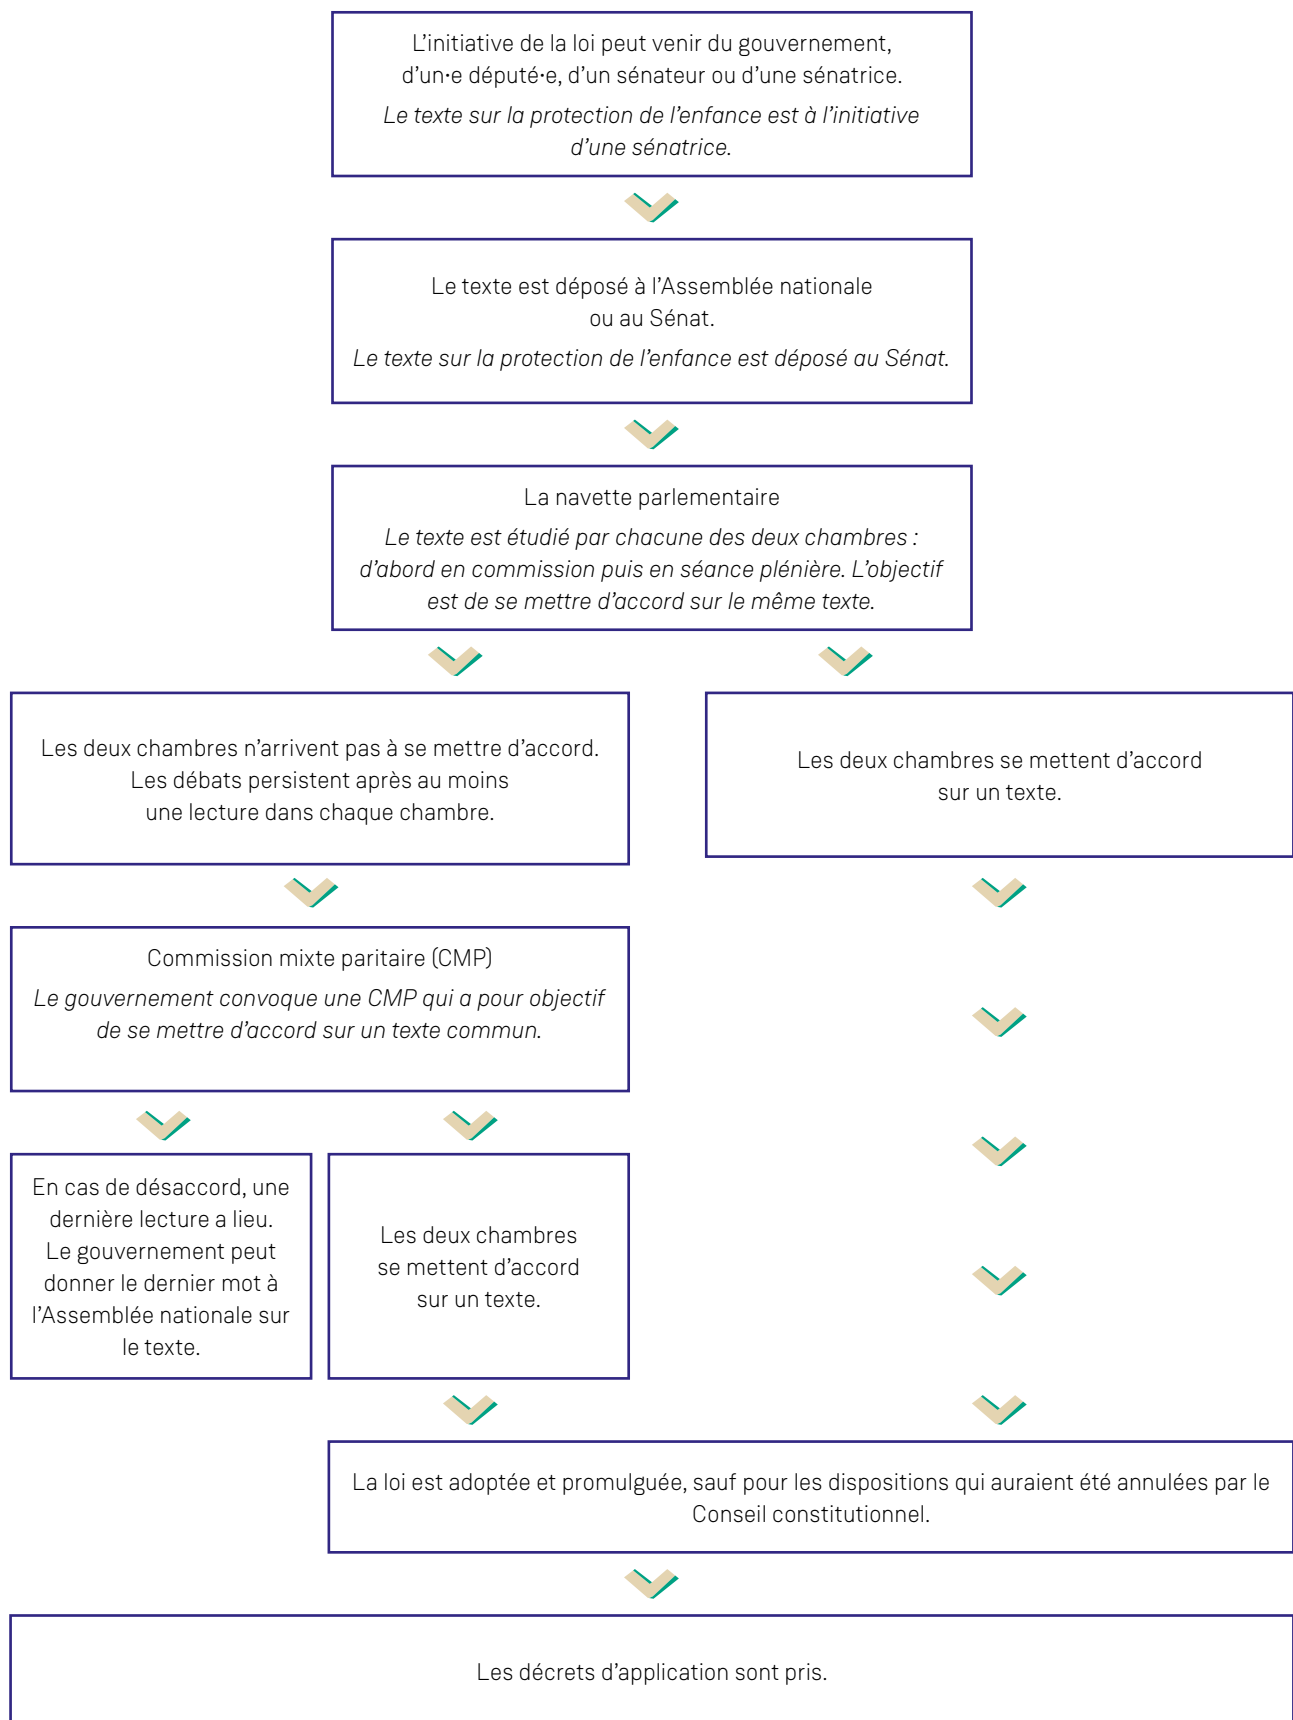 L’initiative de la loi peut venir du gouvernement,
d’un·e député·e, d’un sénateur ou d’une sénatrice.
Le texte sur la protection de l’enfance est à l’initiative
d’une sénatrice.
Le texte est déposé à l’Assemblée nationale
ou au Sénat.
Le texte sur la protection de l’enfance est déposé au Sénat.
La navette parlementaire
Le texte est étudié par chacune des deux chambres :
d’abord en commission puis en séance plénière. L’objectif
est de se mettre d’accord sur le même texte.
Les deux chambres n’arrivent pas à se mettre d’accord.
Les débats persistent après au moins
une lecture dans chaque chambre.
Les deux chambres se mettent d’accord
sur un texte.
Commission mixte paritaire (CMP)
Le gouvernement convoque une CMP qui a pour objectif
de se mettre d’accord sur un texte commun.
En cas de désaccord, une
dernière lecture a lieu.
Le gouvernement peut
donner le dernier mot à
l’Assemblée nationale sur
le texte.
Les deux chambres
se mettent d’accord
sur un texte.
La loi est adoptée et promulguée, sauf pour les dispositions qui auraient été annulées par le
Conseil constitutionnel.
Les décrets d’application sont pris.